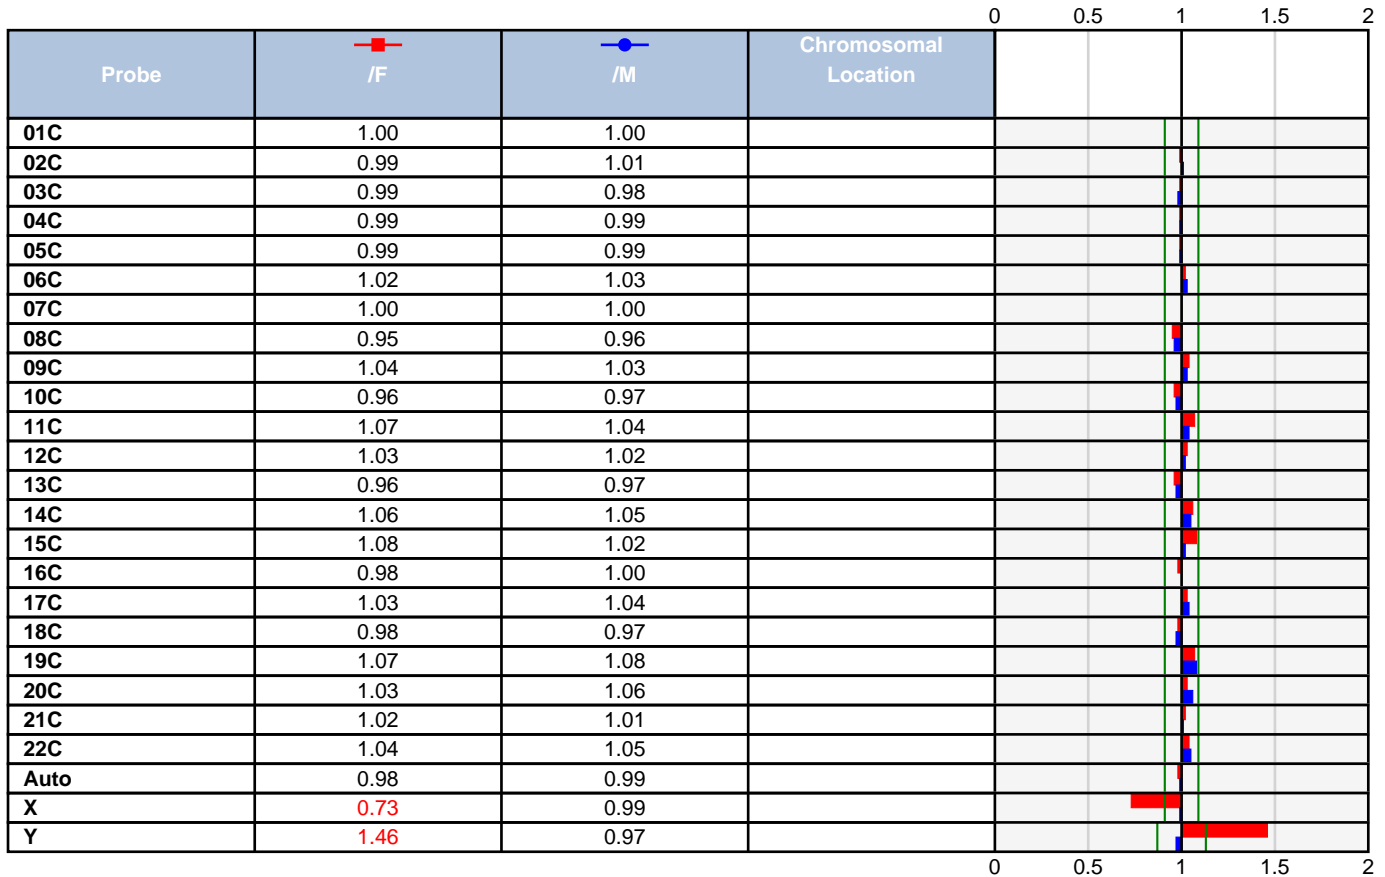 0 0.5 1 1.5 2
Probe /F /M Chromosomal Location
01C 1.00 1.00
02C 0.99 1.01
03C 0.99 0.98
04C 0.99 0.99
05C 0.99 0.99
06C 1.02 1.03
07C 1.00 1.00
08C 0.95 0.96
09C 1.04 1.03
10C 0.96 0.97
11C 1.07 1.04
12C 1.03 1.02
13C 0.96 0.97
14C 1.06 1.05
15C 1.08 1.02
16C 0.98 1.00
17C 1.03 1.04
18C 0.98 0.97
19C 1.07 1.08
20C 1.03 1.06
21C 1.02 1.01
22C 1.04 1.05
Auto 0.98 0.99
X 0.73 0.99
Y 1.46 0.97
0 0.5 1 1.5 2